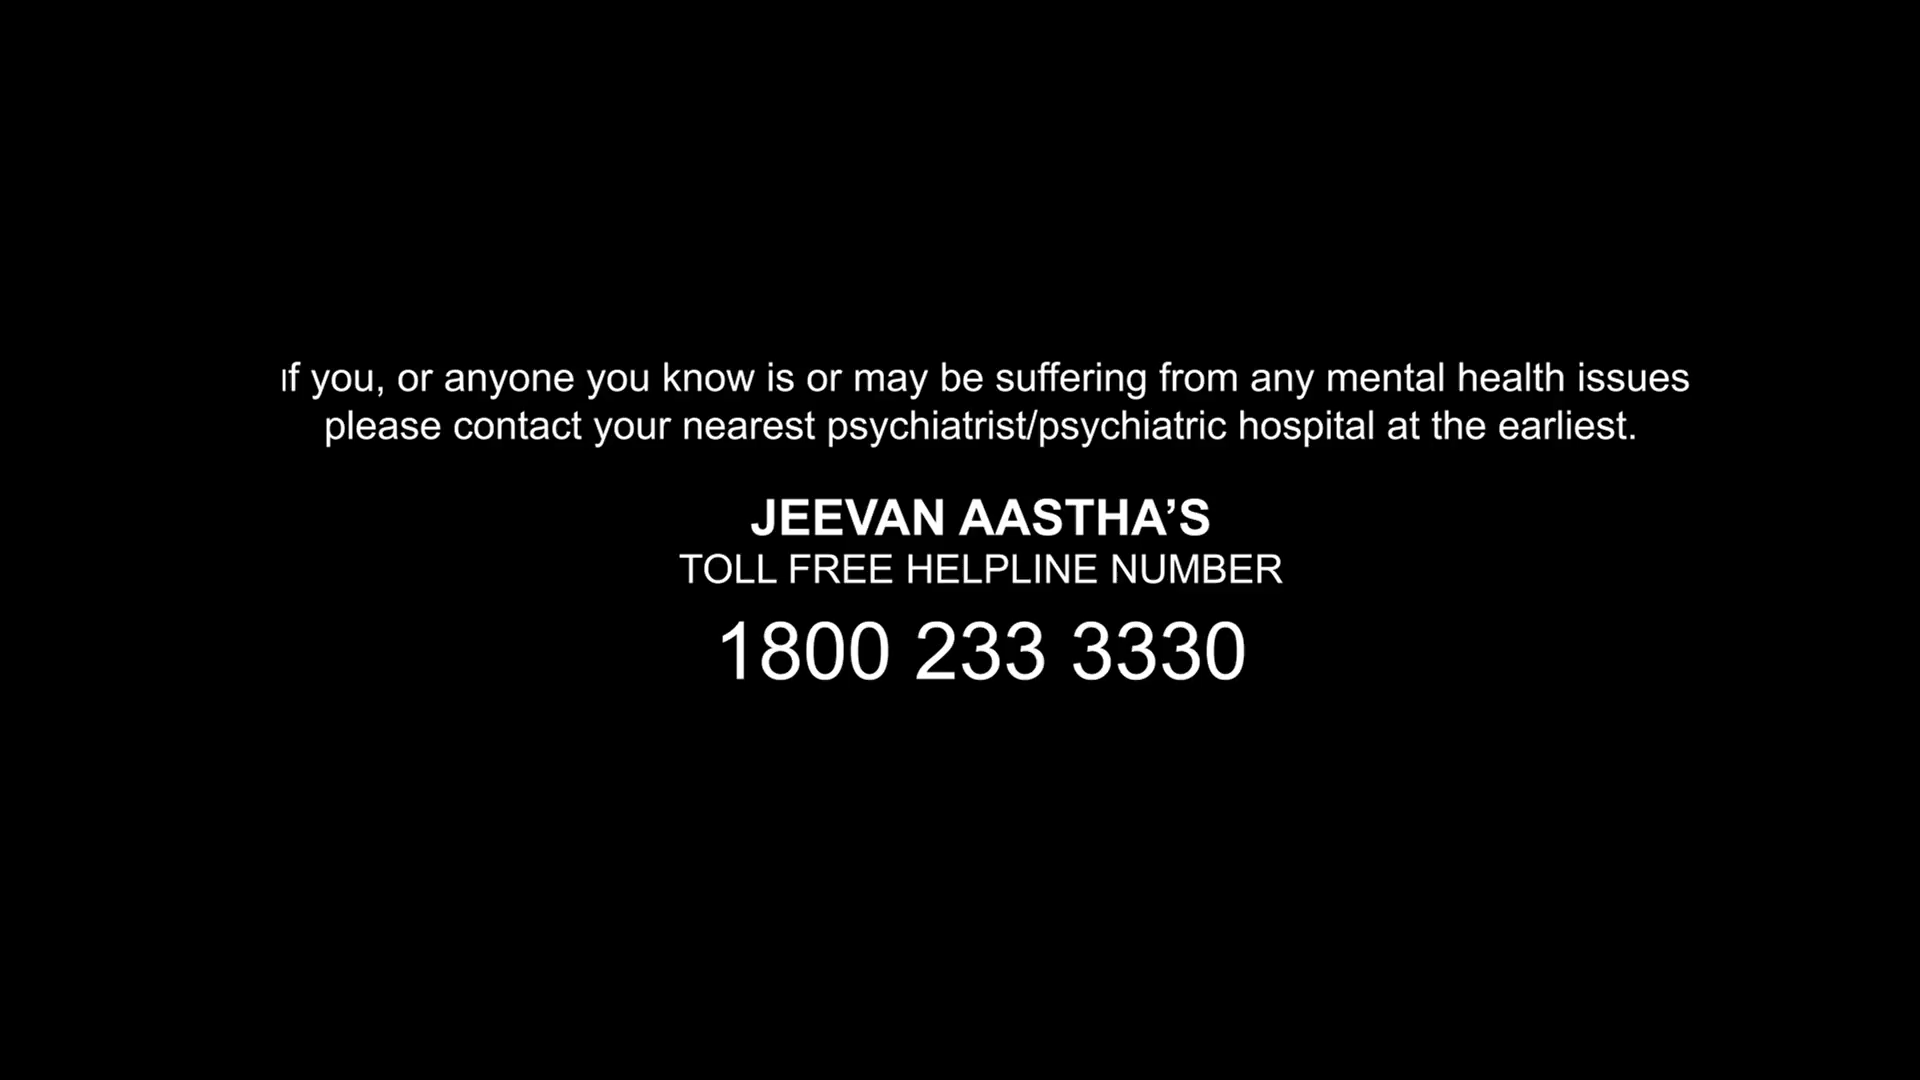 If you, or anyone you know is or may be suffering from any mental health issues
please contact your nearest psychiatrist/psychiatric hospital at the earliest.
JEEVAN AASTHA’S
TOLL FREE HELPLINE NUMBER
1800 233 3330